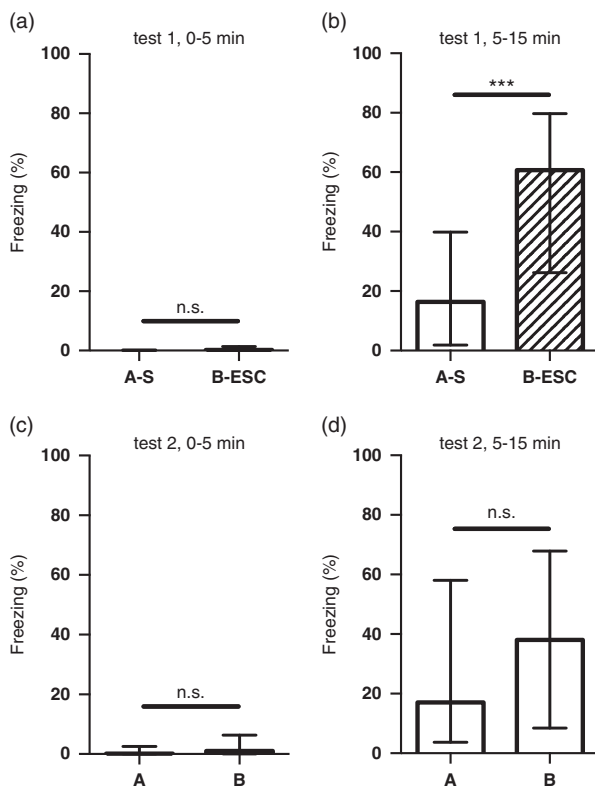 (a)
test 1, 0-5 min
100
80
60
40
20
0
Freezing (%)
n.s.
A-S
B-ESC
(b)
test 1, 5-15 min
100
80
60
40
20
0
Freezing (%)
***
A-S
B-ESC
(c)
test 2, 0-5 min
100
80
60
40
20
0
Freezing (%)
n.s.
A
B
(d)
test 2, 5-15 min
100
80
60
40
20
0
Freezing (%)
n.s.
A
B